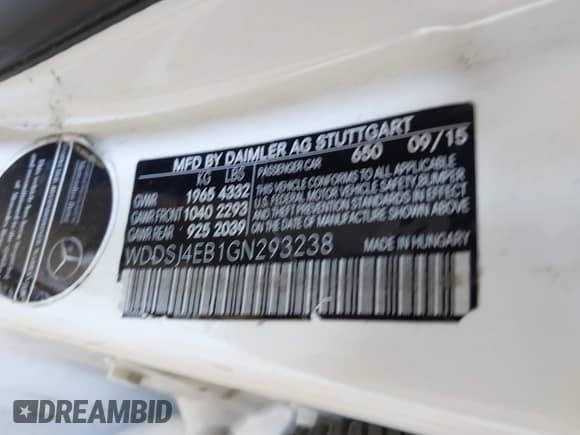 MFD BY DAIMLER AG STUTTGART
KG LBS PASSENGER CAR 650 09/15
GVWR 1965 4332
GAWR FRONT 1040 2293
GAWR REAR 925 2039
THIS VEHICLE CONFORMS TO ALL APPLICABLE
U.S. FEDERAL MOTOR VEHICLE SAFETY, BUMPER
AND THEFT PREVENTION STANDARDS IN EFFECT
ON THE DATE OF MANUFACTURE SHOWN ABOVE
WDDSJ4EB1GN293238
MADE IN HUNGARY
DREAMBID